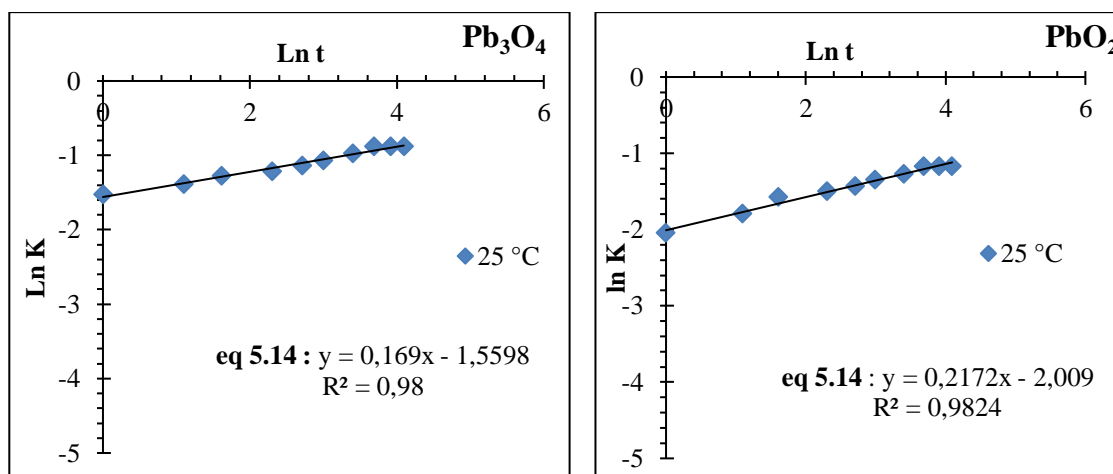 Pb₃O₄
Ln t
0
0 2 4 6
-1
-2
-3
-4
-5
Ln K
25 °C
eq 5.14 : y = 0,169x - 1,5598
R² = 0,98
PbO₂
Ln t
0
0 2 4 6
-1
-2
-3
-4
-5
ln K
25 °C
eq 5.14 : y = 0,2172x - 2,009
R² = 0,9824